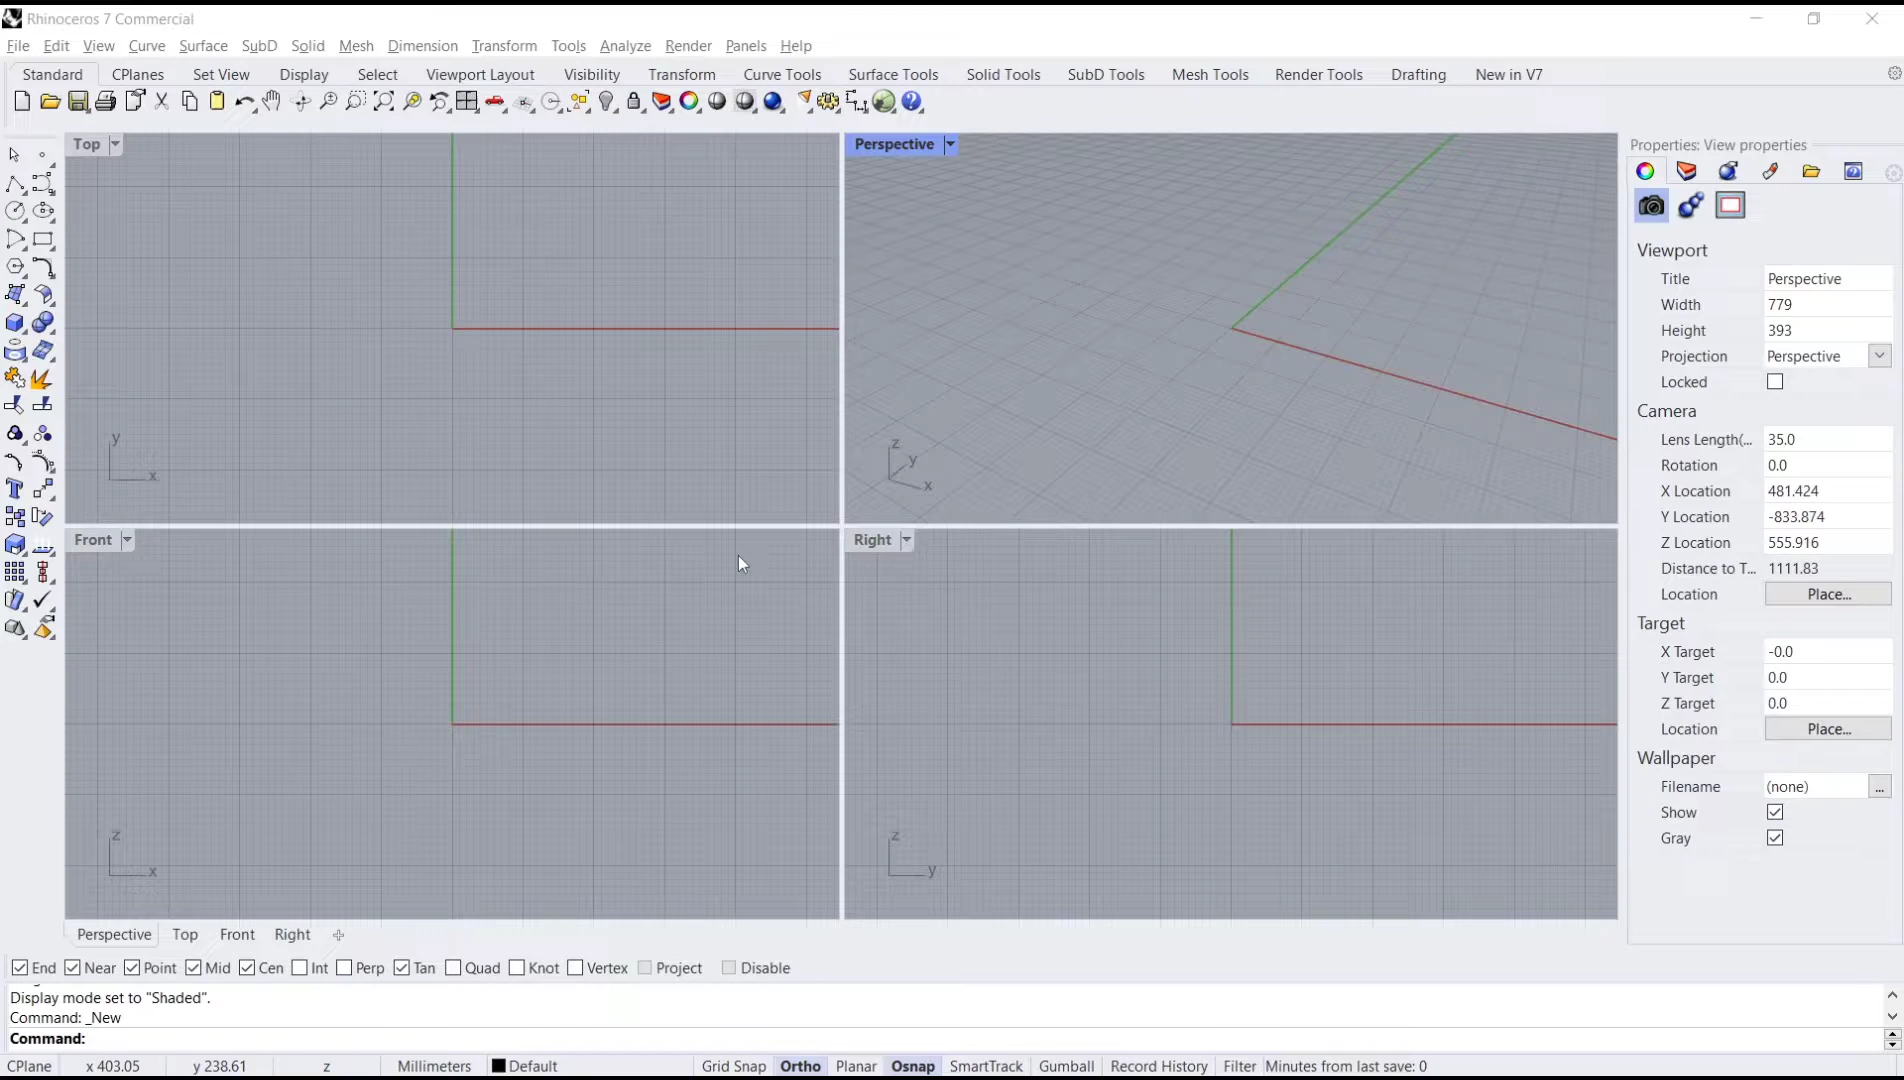 Rhinoceros 7 Commercial
File Edit View Curve Surface SubD Solid Mesh Dimension Transform Tools Analyze Render Panels Help
Standard CPlanes Set View Display Select Viewport Layout Visibility Transform Curve Tools Surface Tools Solid Tools SubD Tools Mesh Tools Render Tools Drafting New in V7
Top
Perspective
Properties: View properties
Viewport
Title Perspective
Width 779
Height 393
Projection Perspective
Locked
Camera
Lens Length(... 35.0
Rotation 0.0
X Location 481.424
Y Location -833.874
Z Location 555.916
Distance to T... 1111.83
Location Place...
Target
X Target -0.0
Y Target 0.0
Z Target 0.0
Location Place...
Wallpaper
Filename (none) ...
Show
Gray
y
x
z
y
x
Front
Right
z
x
z
y
Perspective Top Front Right
End Near Point Mid Cen Int Perp Tan Quad Knot Vertex Project Disable
Display mode set to "Shaded".
Command: _New
Command:
CPlane x 403.05 y 238.61 z Millimeters Default Grid Snap Ortho Planar Osnap SmartTrack Gumball Record History Filter Minutes from last save: 0